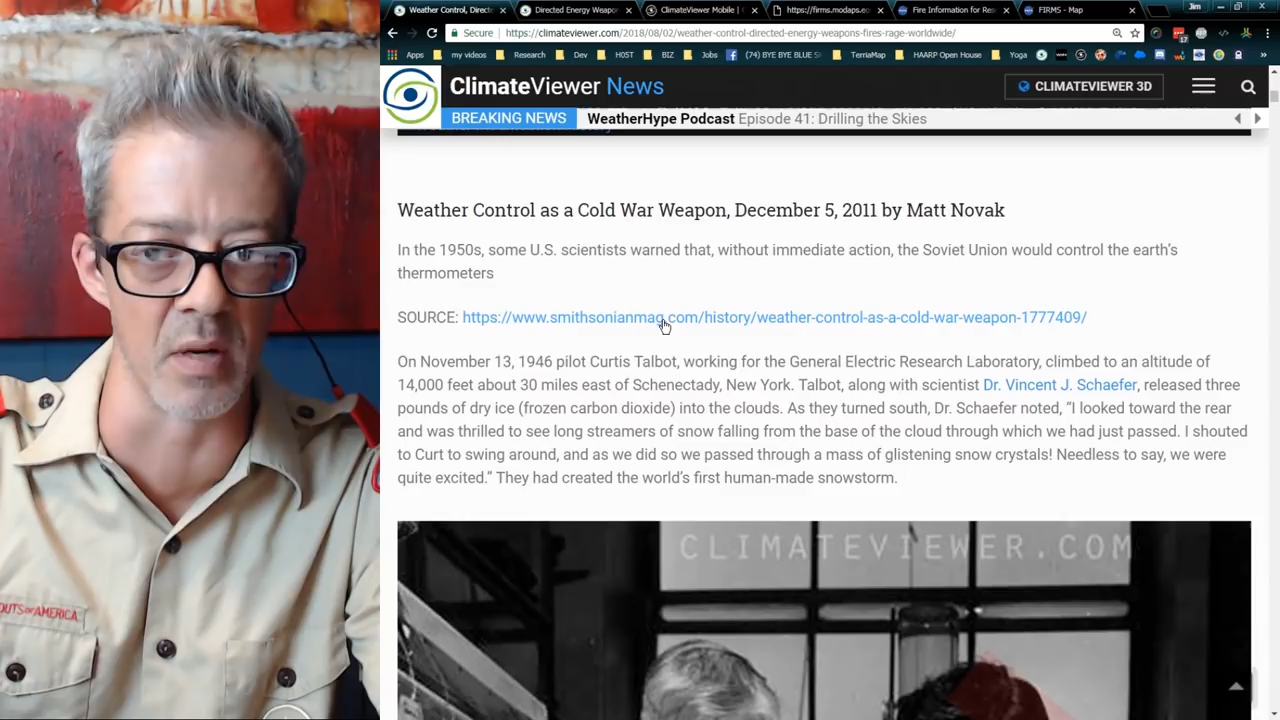 Weather Control, Directe
Directed Energy Weapon
ClimateViewer Mobile |
https://firms.modaps.eo
Fire Information for Res
FIRMS - Map
Jim
Secure
https://climateviewer.com/2018/08/02/weather-control-directed-energy-weapons-fires-rage-worldwide/
Apps
my videos
Research
Dev
H0ST
BIZ
Jobs
(74) BYE BYE BLUE S
TerriaMap
HAARP Open House
Yoga
ClimateViewer News
CLIMATEVIEWER 3D
BREAKING NEWS
WeatherHype Podcast Episode 41: Drilling the Skies
Weather Control as a Cold War Weapon, December 5, 2011 by Matt Novak
In the 1950s, some U.S. scientists warned that, without immediate action, the Soviet Union would control the earth's
thermometers
SOURCE: https://www.smithsonianmag.com/history/weather-control-as-a-cold-war-weapon-1777409/
On November 13, 1946 pilot Curtis Talbot, working for the General Electric Research Laboratory, climbed to an altitude of
14,000 feet about 30 miles east of Schenectady, New York. Talbot, along with scientist Dr. Vincent J. Schaefer, released three
pounds of dry ice (frozen carbon dioxide) into the clouds. As they turned south, Dr. Schaefer noted, “I looked toward the rear
and was thrilled to see long streamers of snow falling from the base of the cloud through which we had just passed. I shouted
to Curt to swing around, and as we did so we passed through a mass of glistening snow crystals! Needless to say, we were
quite excited.” They had created the world's first human-made snowstorm.
CLIMATEVIEWER.COM
OUTS OF AMERICA